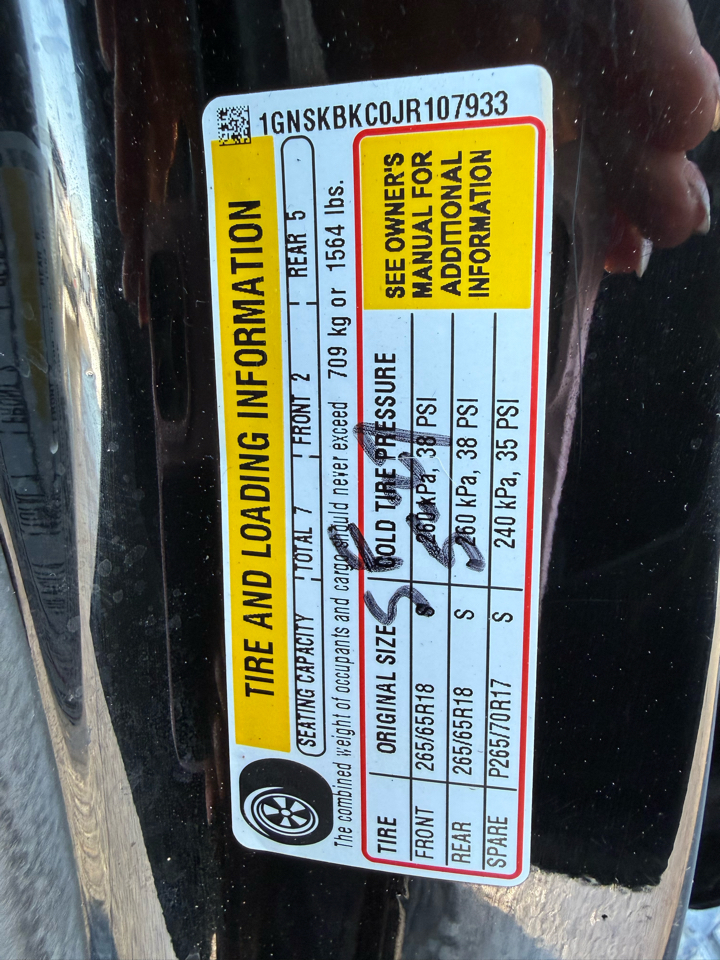 1GNSKBKC0JR107933
TIRE AND LOADING INFORMATION
SEATING CAPACITY TOTAL 7 FRONT 2 REAR 5
The combined weight of occupants and cargo should never exceed 709 kg or 1564 lbs.
TIRE ORIGINAL SIZE COLD TIRE PRESSURE
FRONT 265/65R18 S 260 kPa, 38 PSI
REAR 265/65R18 S 260 kPa, 38 PSI
SPARE P265/70R17 S 240 kPa, 35 PSI
SEE OWNER'S
MANUAL FOR
ADDITIONAL
INFORMATION